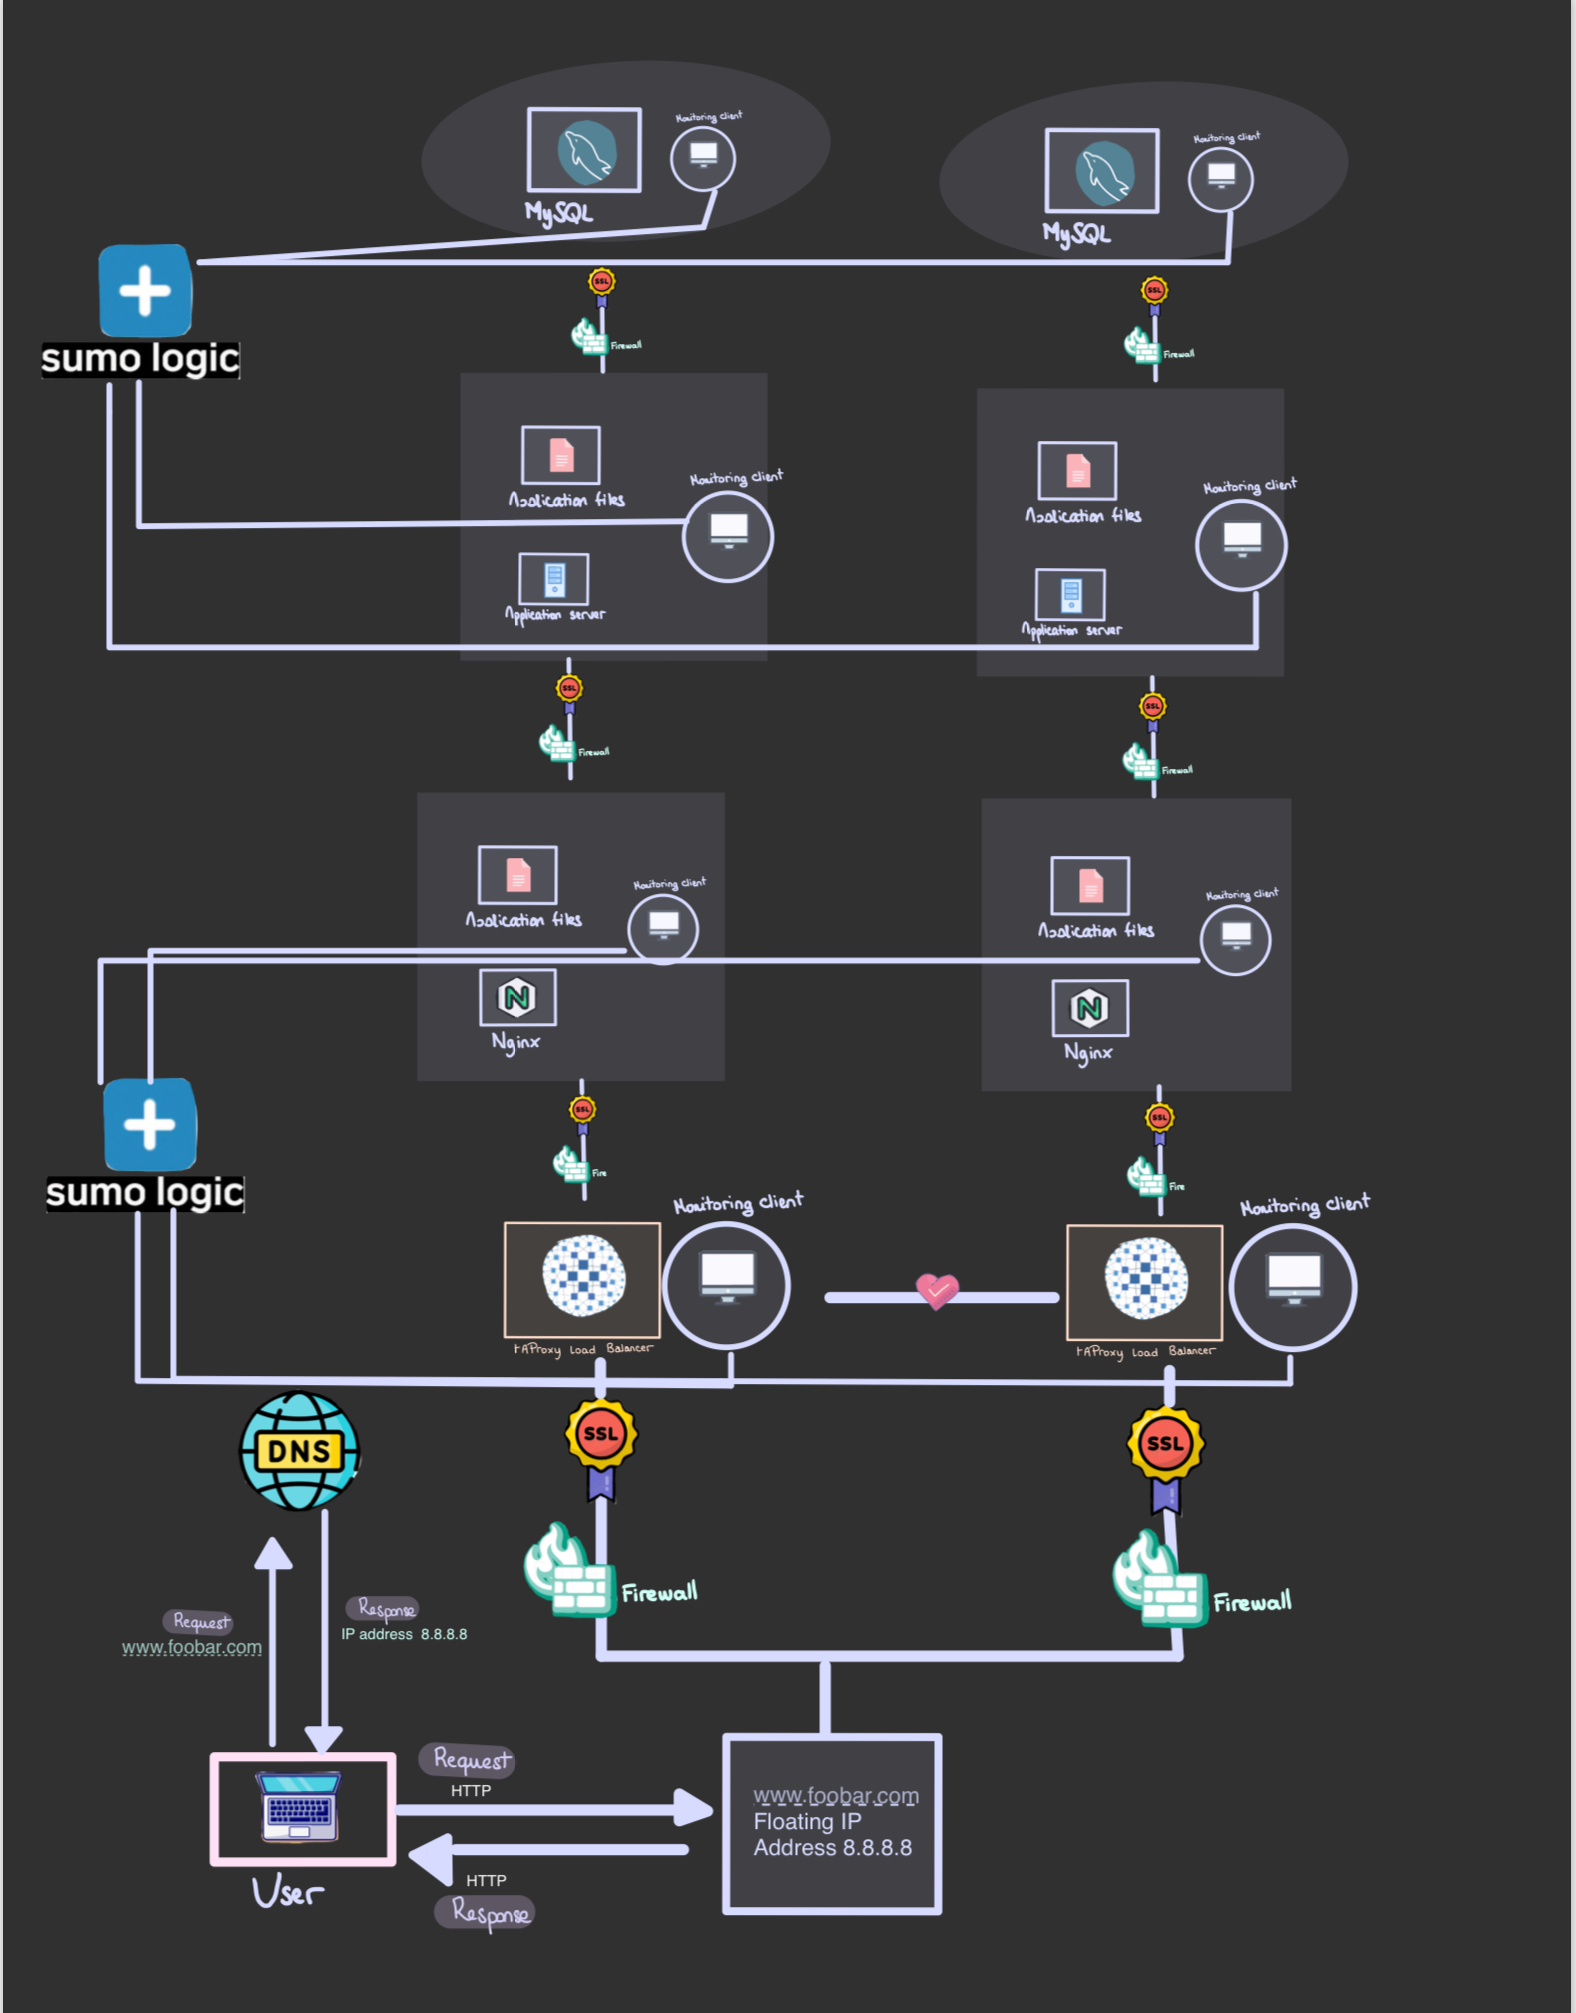 Monitoring client
MySQL
Monitoring client
MySQL
sumo logic
SSL
Firewall
SSL
Firewall
Application files
Monitoring client
Application server
Application files
Monitoring client
Application server
SSL
Firewall
SSL
Firewall
Application files
Monitoring client
Nginx
Application files
Monitoring client
Nginx
sumo logic
SSL
Fire
SSL
Fire
Monitoring client
HAProxy Load Balancer
Monitoring client
HAProxy Load Balancer
DNS
SSL
Firewall
SSL
Firewall
Request
www.foobar.com
Response
IP address 8.8.8.8
User
Request
HTTP
HTTP
Response
www.foobar.com
Floating IP
Address 8.8.8.8